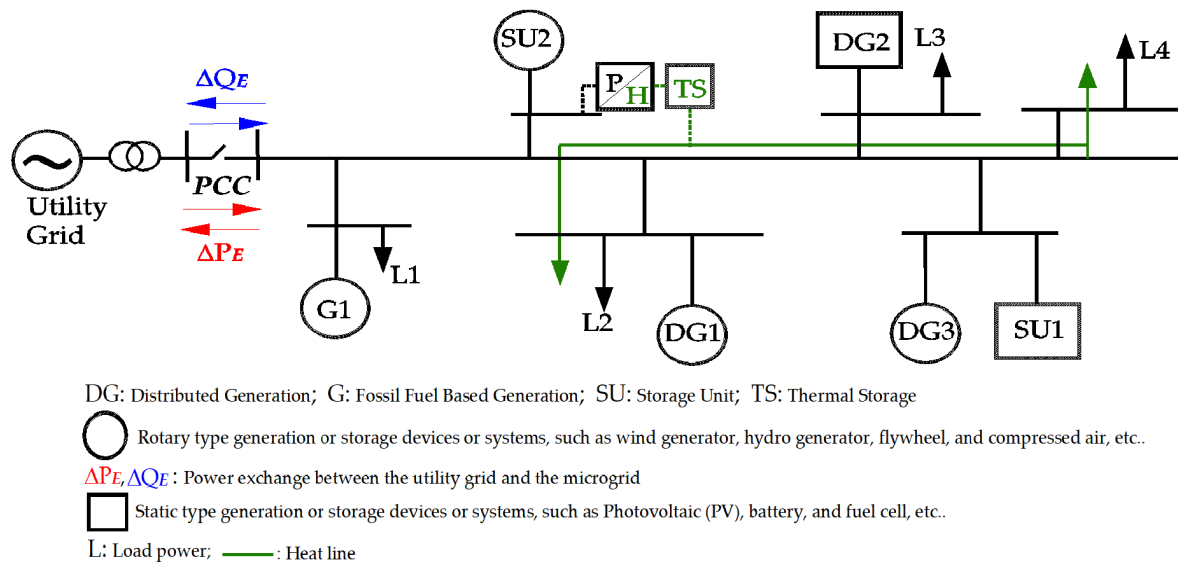 SU2
DG2
L3
L4
ΔQE
P/H
TS
PCC
Utility
Grid
ΔPE
L1
G1
L2
DG1
DG3
SU1
DG: Distributed Generation; G: Fossil Fuel Based Generation; SU: Storage Unit; TS: Thermal Storage
Rotary type generation or storage devices or systems, such as wind generator, hydro generator, flywheel, and compressed air, etc..
ΔPE, ΔQE : Power exchange between the utility grid and the microgrid
Static type generation or storage devices or systems, such as Photovoltaic (PV), battery, and fuel cell, etc..
L: Load power; : Heat line